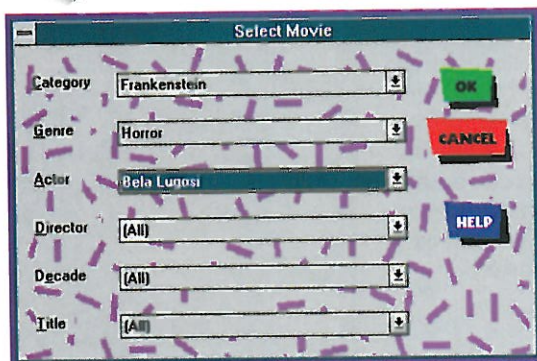 Select Movie
Category Frankenstein
OK
Genre Horror
CANCEL
Actor Bela Lugosi
Director (All)
HELP
Decade (All)
Title (All)